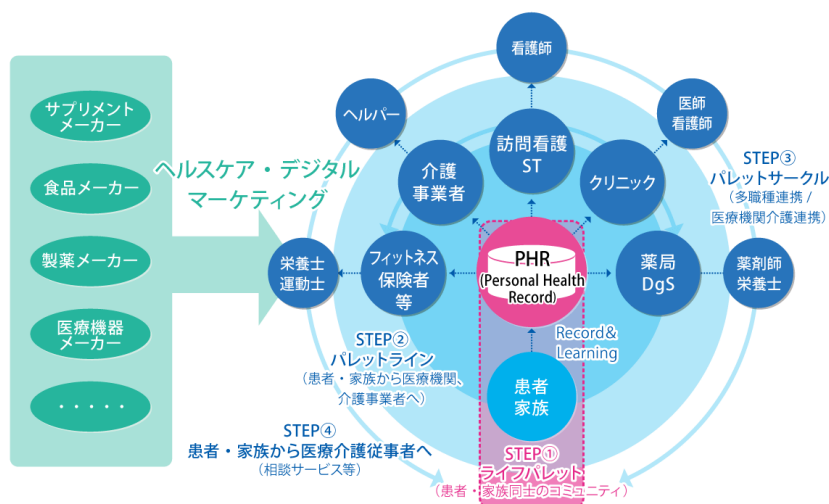 サプリメント
メーカー
食品メーカー
製薬メーカー
医療機器
メーカー
・・・・・
ヘルスケア・デジタル
マーケティング
看護師
ヘルパー
医師
看護師
訪問看護
ST
介護
事業者
クリニック
STEP③
パレットサークル
(多職種連携 /
医療機関介護連携)
栄養士
運動士
フィットネス
保険者
等
PHR
(Personal Health
Record)
薬局
DgS
薬剤師
栄養士
STEP②
パレットライン
(患者・家族から医療機関、
介護事業者へ)
Record&
Learning
患者
家族
STEP④
患者・家族から医療介護従事者へ
(相談サービス等)
STEP①
ライフパレット
(患者・家族同士のコミュニティ)